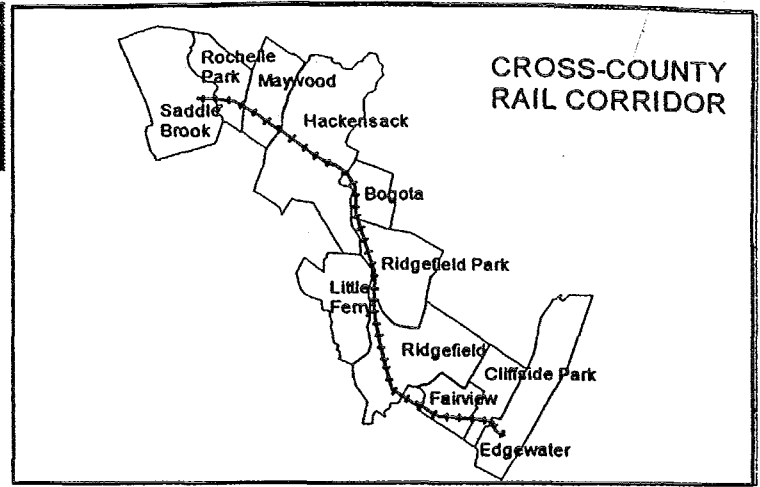 CROSS-COUNTY
RAIL CORRIDOR
Rochelle
Park
Maywood
Saddle
Brook
Hackensack
Bogota
Ridgefield Park
Little
Ferry
Ridgefield
Cliffside Park
Fairview
Edgewater